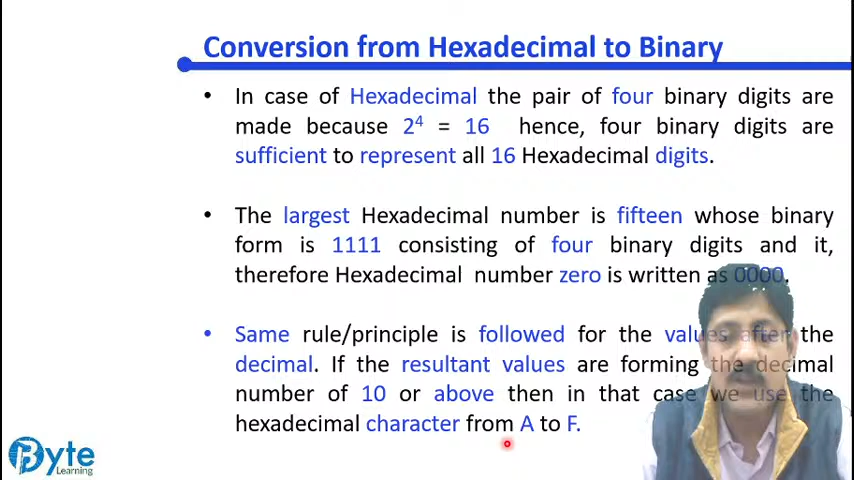 Conversion from Hexadecimal to Binary
• In case of Hexadecimal the pair of four binary digits are
made because 2⁴ = 16 hence, four binary digits are
sufficient to represent all 16 Hexadecimal digits.
• The largest Hexadecimal number is fifteen whose binary
form is 1111 consisting of four binary digits and it,
therefore Hexadecimal number zero is written as 0000.
• Same rule/principle is followed for the values after the
decimal. If the resultant values are forming the decimal
number of 10 or above then in that case we use the
hexadecimal character from A to F.
Byte
Learning